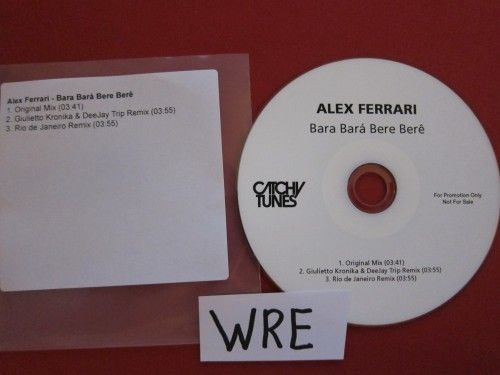 Alex Ferrari - Bara Bará Bere Berê
1. Original Mix (03:41)
2. Giulietto Kronika & DeeJay Trip Remix (03:55)
3. Rio de Janeiro Remix (03:55)
ALEX FERRARI
Bara Bará Bere Berê
CATCHY
TUNES
For Promotion Only
Not For Sale
1. Original Mix (03:41)
2. Giulietto Kronika & DeeJay Trip Remix (03:55)
3. Rio de Janeiro Remix (03:55)
WRE